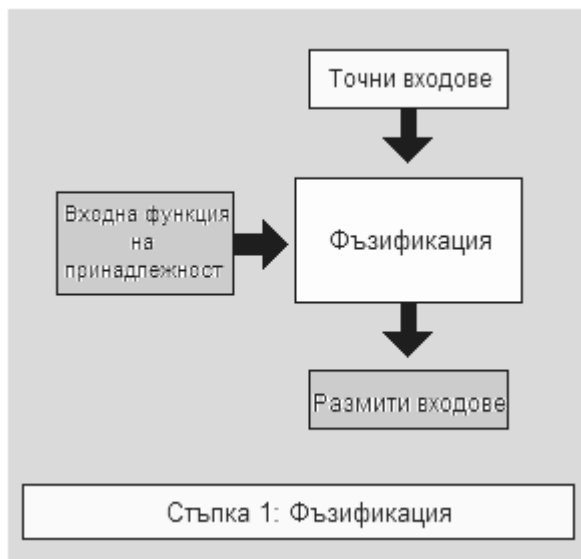 Точни входове
Входна функция
на
принадлежност
Фъзификация
Размити входове
Стъпка 1: Фъзификация